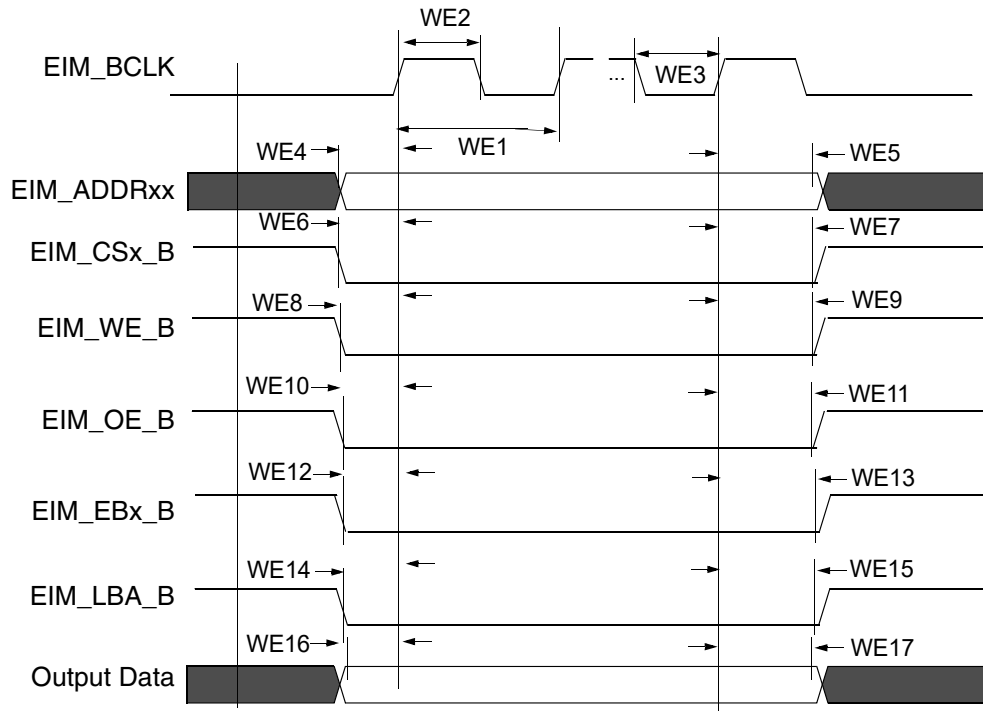 WE2
EIM_BCLK
...
WE3
WE1
WE4
WE5
EIM_ADDRxx
WE6
WE7
EIM_CSx_B
WE8
WE9
EIM_WE_B
WE10
WE11
EIM_OE_B
WE12
WE13
EIM_EBx_B
WE14
WE15
EIM_LBA_B
WE16
WE17
Output Data